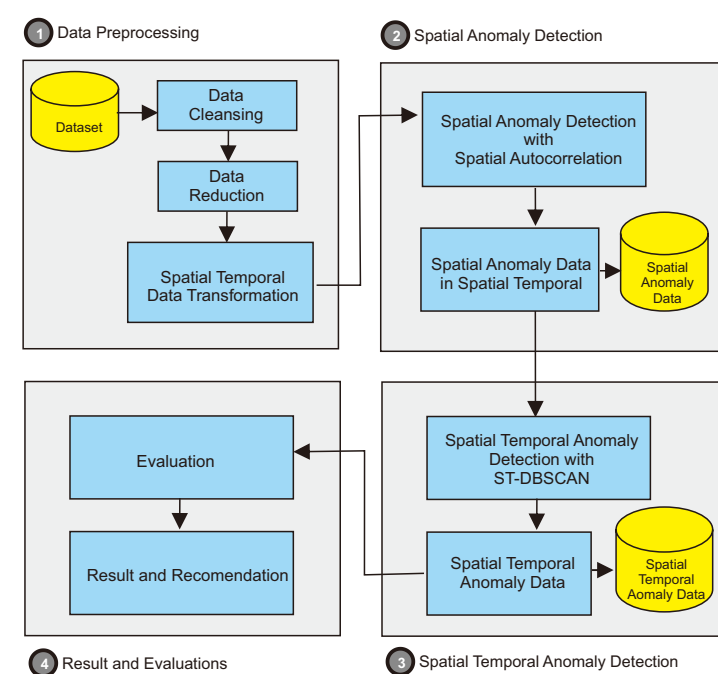 1 Data Preprocessing
Dataset
Data
Cleansing
Data
Reduction
Spatial Temporal
Data Transformation
2 Spatial Anomaly Detection
Spatial Anomaly Detection
with
Spatial Autocorrelation
Spatial Anomaly Data
in Spatial Temporal
Spatial
Anomaly
Data
Spatial Temporal Anomaly
Detection with
ST-DBSCAN
Spatial Temporal
Anomaly Data
Spatial
Temporal
Aomaly Data
3 Spatial Temporal Anomaly Detection
Evaluation
Result and Recomendation
4 Result and Evaluations